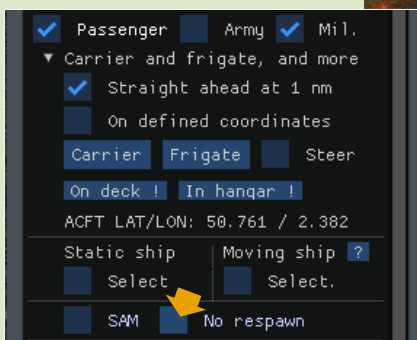 Passenger Army Mil.
Carrier and frigate, and more
Straight ahead at 1 nm
On defined coordinates
Carrier Frigate Steer
On deck ! In hangar !
ACFT LAT/LON: 50.761 / 2.382
Static ship Moving ship ?
Select Select.
SAM No respawn